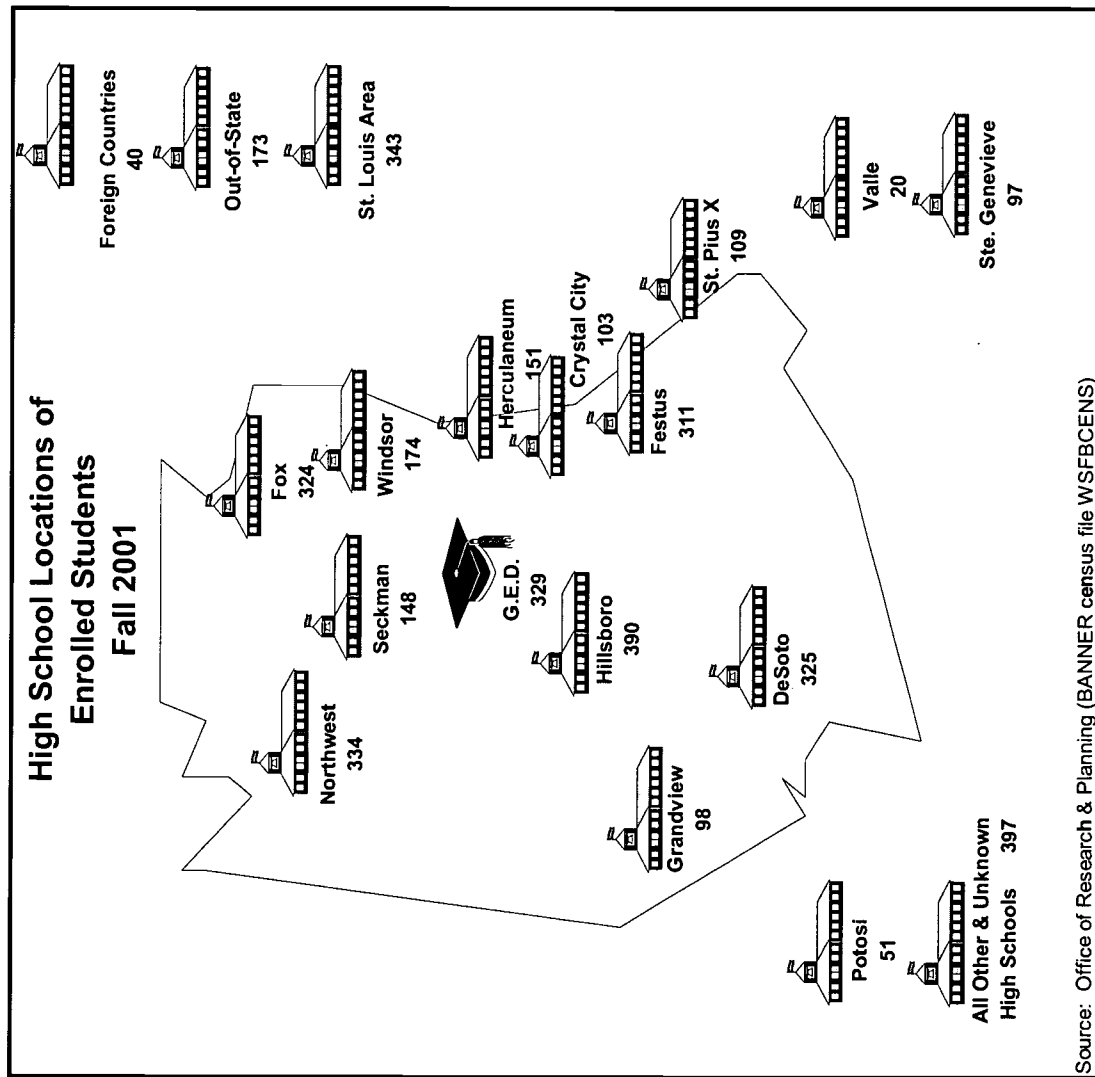 High School Locations of
Enrolled Students
Fall 2001
Foreign Countries
40
Out-of-State
173
St. Louis Area
343
Fox
324
Windsor
174
Northwest
334
Seckman
148
G.E.D.
329
Herculaneum
151
Crystal City
103
Festus
311
St. Pius X
109
Hillsboro
390
Grandview
98
DeSoto
325
Valle
20
Ste. Genevieve
97
Potosi
51
All Other & Unknown
High Schools 397
Source: Office of Research & Planning (BANNER census file WSFBCENS)